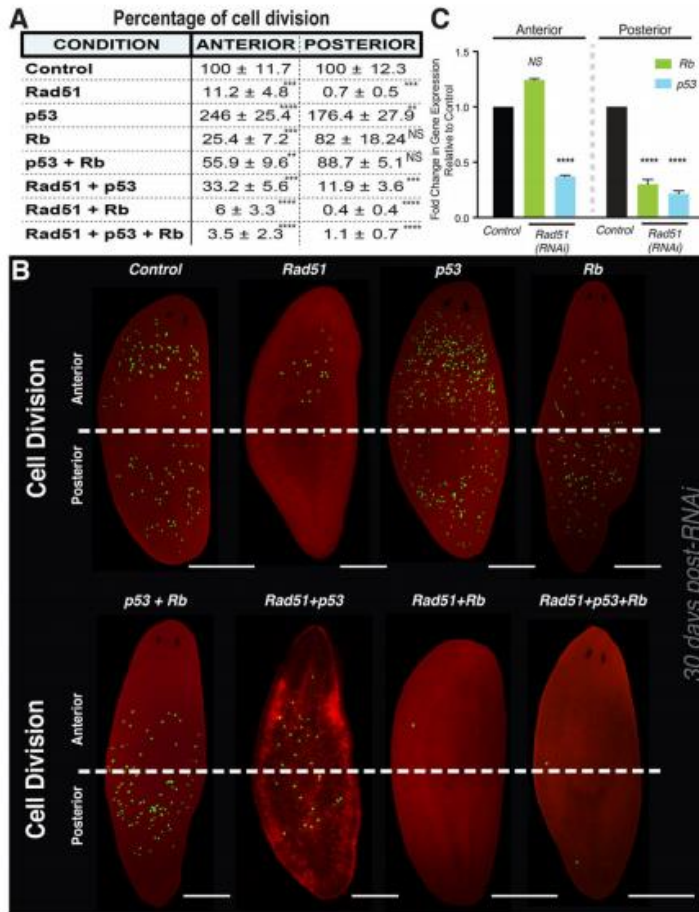 A
Percentage of cell division
CONDITION ANTERIOR POSTERIOR
Control 100 ± 11.7 100 ± 12.3
Rad51 11.2 ± 4.8*** 0.7 ± 0.5***
p53 246 ± 25.4**** 176.4 ± 27.9**
Rb 25.4 ± 7.2*** 82 ± 18.24 NS
p53 + Rb 55.9 ± 9.6** 88.7 ± 5.1 NS
Rad51 + p53 33.2 ± 5.6*** 11.9 ± 3.6***
Rad51 + Rb 6 ± 3.3**** 0.4 ± 0.4****
Rad51 + p53 + Rb 3.5 ± 2.3**** 1.1 ± 0.7****
C
Anterior Posterior
Fold Change in Gene Expression
Relative to Control
1.5
1.0
0.5
0.0
NS
Rb
p53
**** **** ****
Control Rad51 (RNAi) Control Rad51 (RNAi)
B
Control Rad51 p53 Rb
Cell Division
Anterior
Posterior
p53 + Rb Rad51+p53 Rad51+Rb Rad51+p53+Rb
Cell Division
Anterior
Posterior
30 days post-RNAi